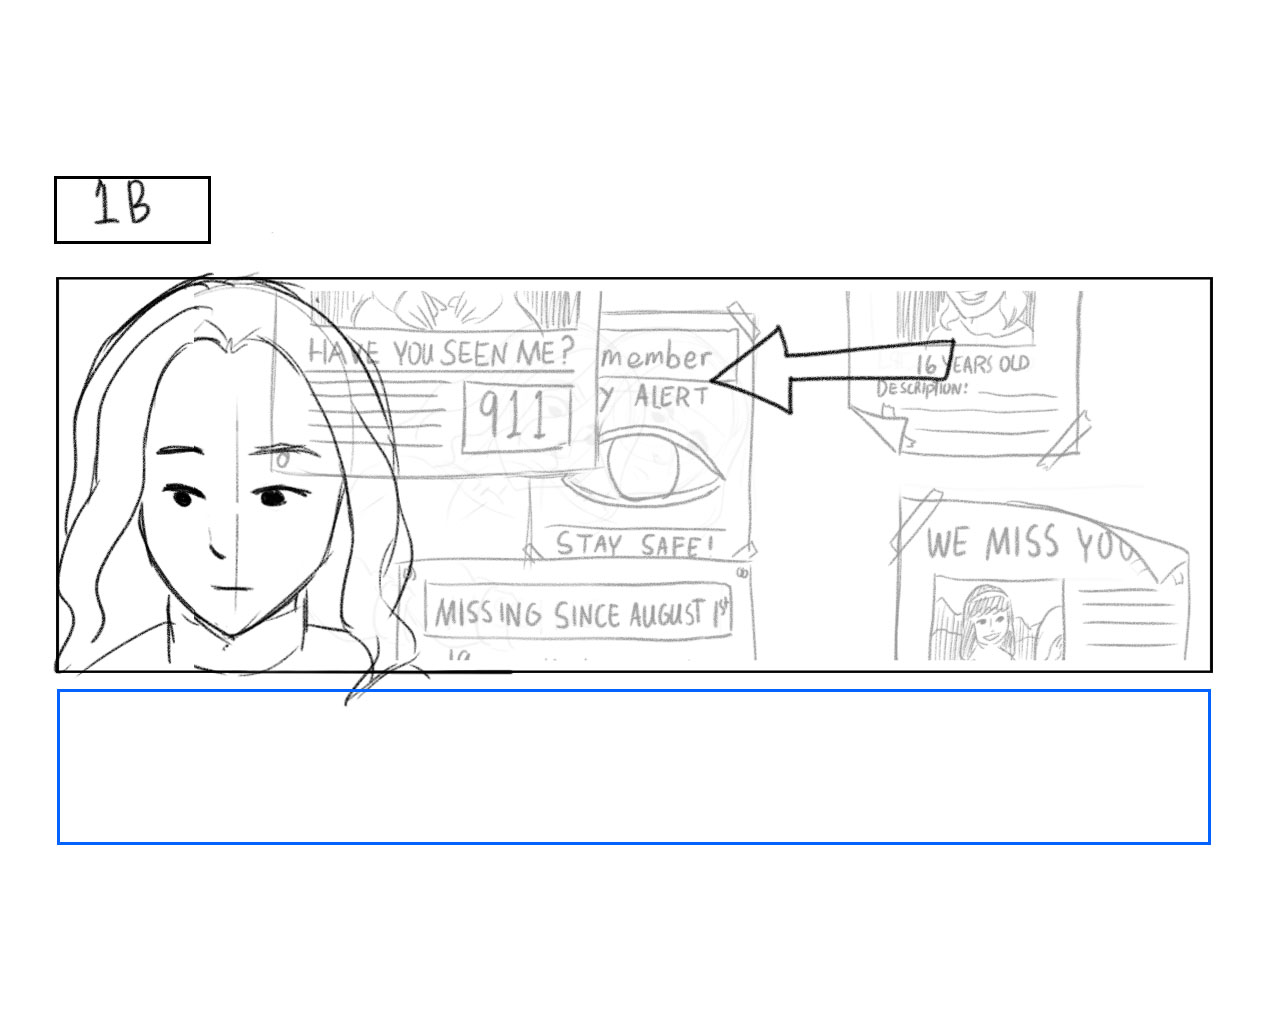 1B
HAVE YOU SEEN ME?
911
member
Y ALERT
STAY SAFE!
MISSING SINCE AUGUST 1st
16 YEARS OLD
DESCRIPTION:
WE MISS YOU